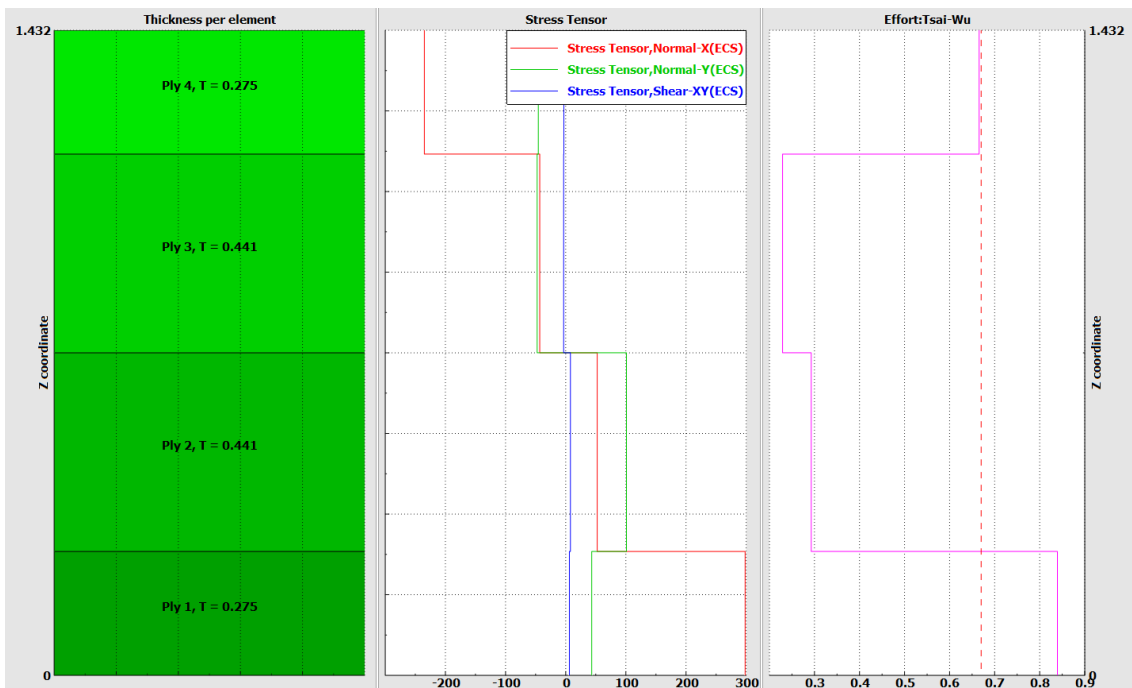 Thickness per element
Stress Tensor
Effort:Tsai-Wu
1.432
1.432
Stress Tensor,Normal-X(ECS)
Stress Tensor,Normal-Y(ECS)
Stress Tensor,Shear-XY(ECS)
Ply 4, T = 0.275
Ply 3, T = 0.441
Z coordinate
Z coordinate
Ply 2, T = 0.441
Ply 1, T = 0.275
0
0
-200
-100
0
100
200
300
0.3
0.4
0.5
0.6
0.7
0.8
0.9